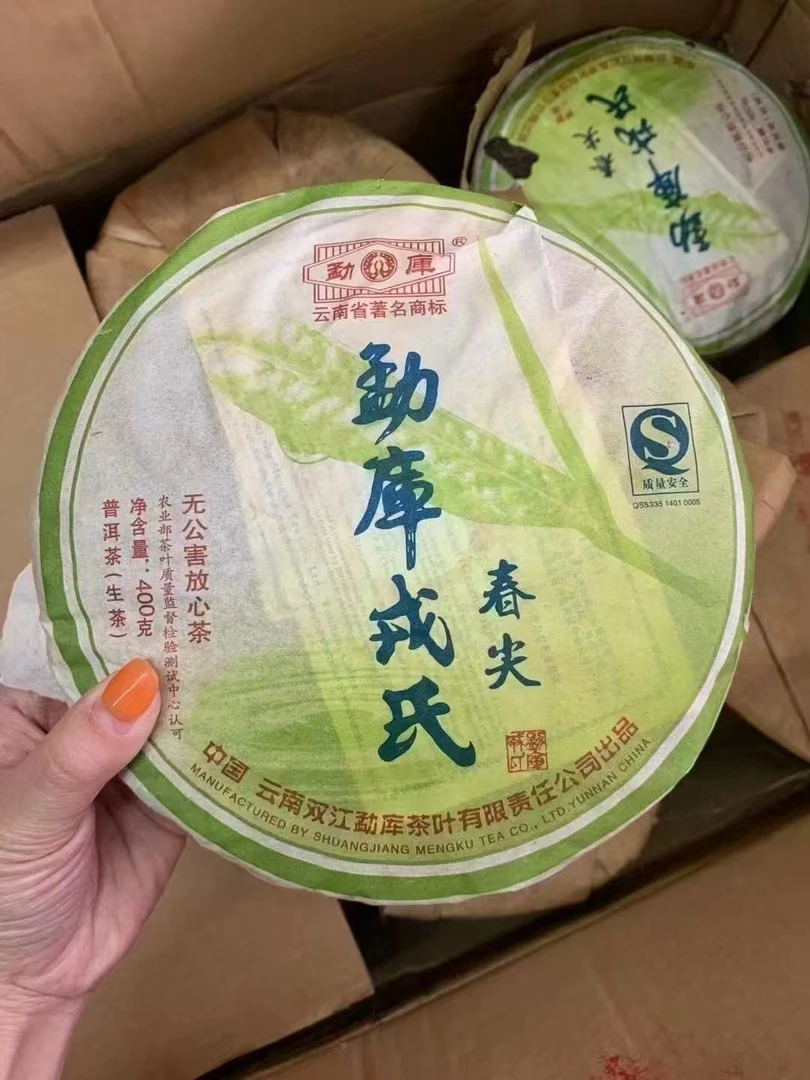 勐 库 ®
云南省著名商标
勐库戎氏
春尖
质量安全
QS5335 1401 0005
无公害放心茶
农业部茶叶质量监督检验测试中心认可
净含量：400克
普洱茶（生茶）
中国 云南双江勐库茶叶有限责任公司出品
MANUFACTURED BY SHUANGJIANG MENGKU TEA CO., LTD.YUNNAN CHINA
勐库戎氏
春尖
勐 库